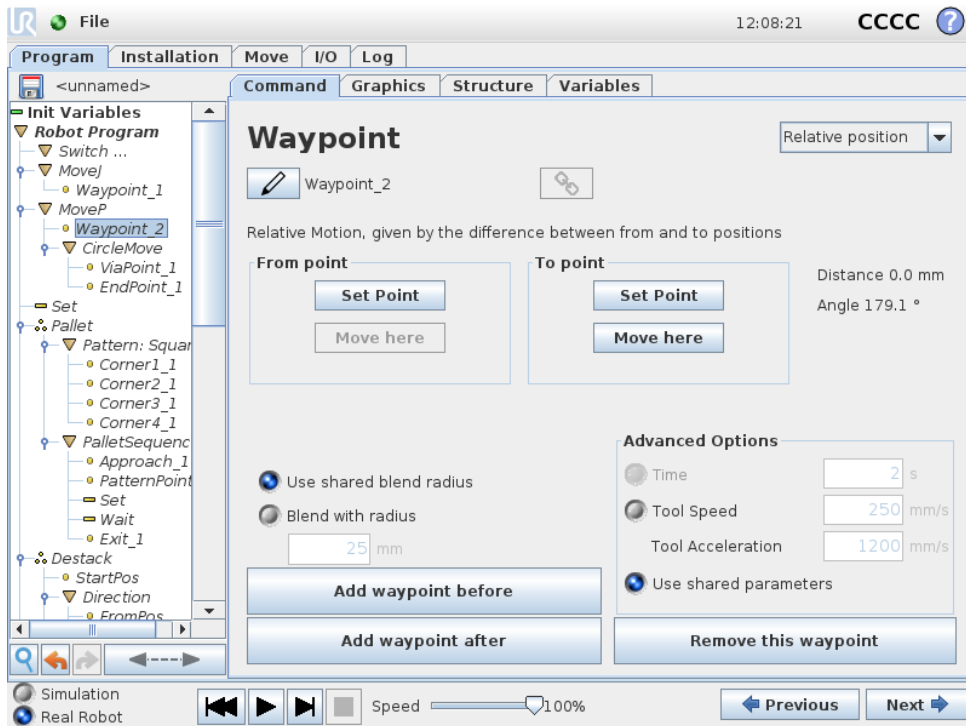 UR File 12:08:21 CCCC ?
Program Installation Move I/O Log
<unnamed>
Command Graphics Structure Variables
Init Variables
Robot Program
Switch ...
MoveJ
Waypoint_1
MoveP
Waypoint_2
CircleMove
ViaPoint_1
EndPoint_1
Set
Pallet
Pattern: Squar
Corner1_1
Corner2_1
Corner3_1
Corner4_1
PalletSequenc
Approach_1
PatternPoint
Set
Wait
Exit_1
Destack
StartPos
Direction
FromPos
Waypoint
Relative position
Waypoint_2
Relative Motion, given by the difference between from and to positions
From point
Set Point
Move here
To point
Set Point
Move here
Distance 0.0 mm
Angle 179.1 °
Use shared blend radius
Blend with radius
25 mm
Advanced Options
Time 2 s
Tool Speed 250 mm/s
Tool Acceleration 1200 mm/s
Use shared parameters
Add waypoint before
Add waypoint after
Remove this waypoint
Simulation
Real Robot
Speed 100%
Previous
Next